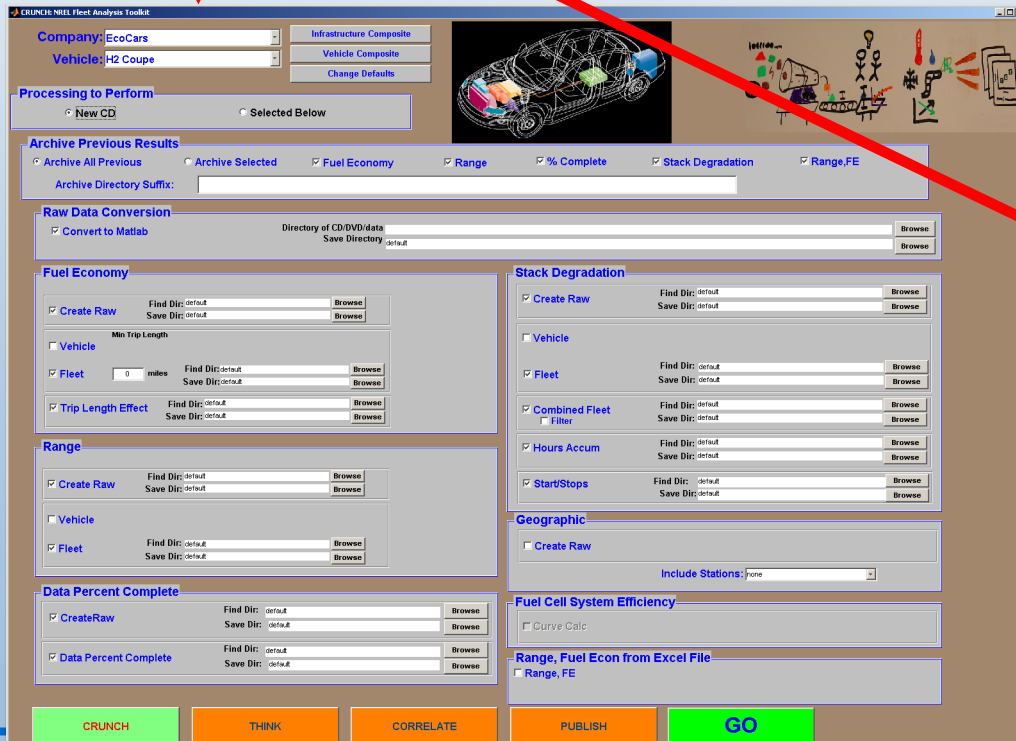 CRUNCH: NREL Fleet Analysis Toolkit
Company: EcoCars
Vehicle: H2 Coupe
Infrastructure Composite
Vehicle Composite
Change Defaults
Processing to Perform
New CD Selected Below
Archive Previous Results
Archive All Previous Archive Selected Fuel Economy Range % Complete Stack Degradation Range,FE
Archive Directory Suffix:
Raw Data Conversion
Convert to Matlab Directory of CD/DVD/data Browse
Save Directory default Browse
Fuel Economy
Create Raw Find Dir: default Browse
Save Dir: default Browse
Min Trip Length
Vehicle
Fleet 0 miles Find Dir: default Browse
Save Dir: default Browse
Trip Length Effect Find Dir: default Browse
Save Dir: default Browse
Range
Create Raw Find Dir: default Browse
Save Dir: default Browse
Vehicle
Fleet Find Dir: default Browse
Save Dir: default Browse
Data Percent Complete
CreateRaw Find Dir: default Browse
Save Dir: default Browse
Data Percent Complete Find Dir: default Browse
Save Dir: default Browse
Stack Degradation
Create Raw Find Dir: default Browse
Save Dir: default Browse
Vehicle
Fleet Find Dir: default Browse
Save Dir: default Browse
Combined Fleet Find Dir: default Browse
Filter Save Dir: default Browse
Hours Accum Find Dir: default Browse
Save Dir: default Browse
Start/Stops Find Dir: default Browse
Save Dir: default Browse
Geographic
Create Raw
Include Stations: none
Fuel Cell System Efficiency
Curve Calc
Range, Fuel Econ from Excel File
Range, FE
CRUNCH THINK CORRELATE PUBLISH GO